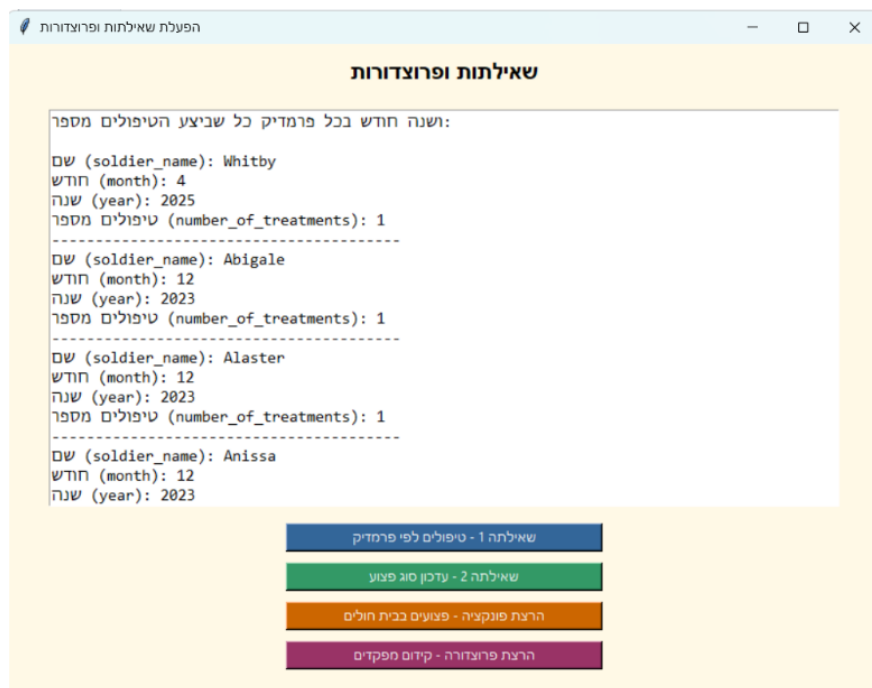 הפעלת שאילתות ופרוצדורות
שאילתות ופרוצדורות
ושנה חודש בכל פרמדיק כל שביצע הטיפולים מספר:
שם (soldier_name): Whitby
חודש (month): 4
שנה (year): 2025
טיפולים מספר (number_of_treatments): 1
----------------------------------------
שם (soldier_name): Abigale
חודש (month): 12
שנה (year): 2023
טיפולים מספר (number_of_treatments): 1
----------------------------------------
שם (soldier_name): Alaster
חודש (month): 12
שנה (year): 2023
טיפולים מספר (number_of_treatments): 1
----------------------------------------
שם (soldier_name): Anissa
חודש (month): 12
שנה (year): 2023
שאילתה 1 - טיפולים לפי פרמדיק
שאילתה 2 - עדכון סוג פצוע
הרצת פונקציה - פצועים בבית חולים
הרצת פרוצדורה - קידום מפקדים